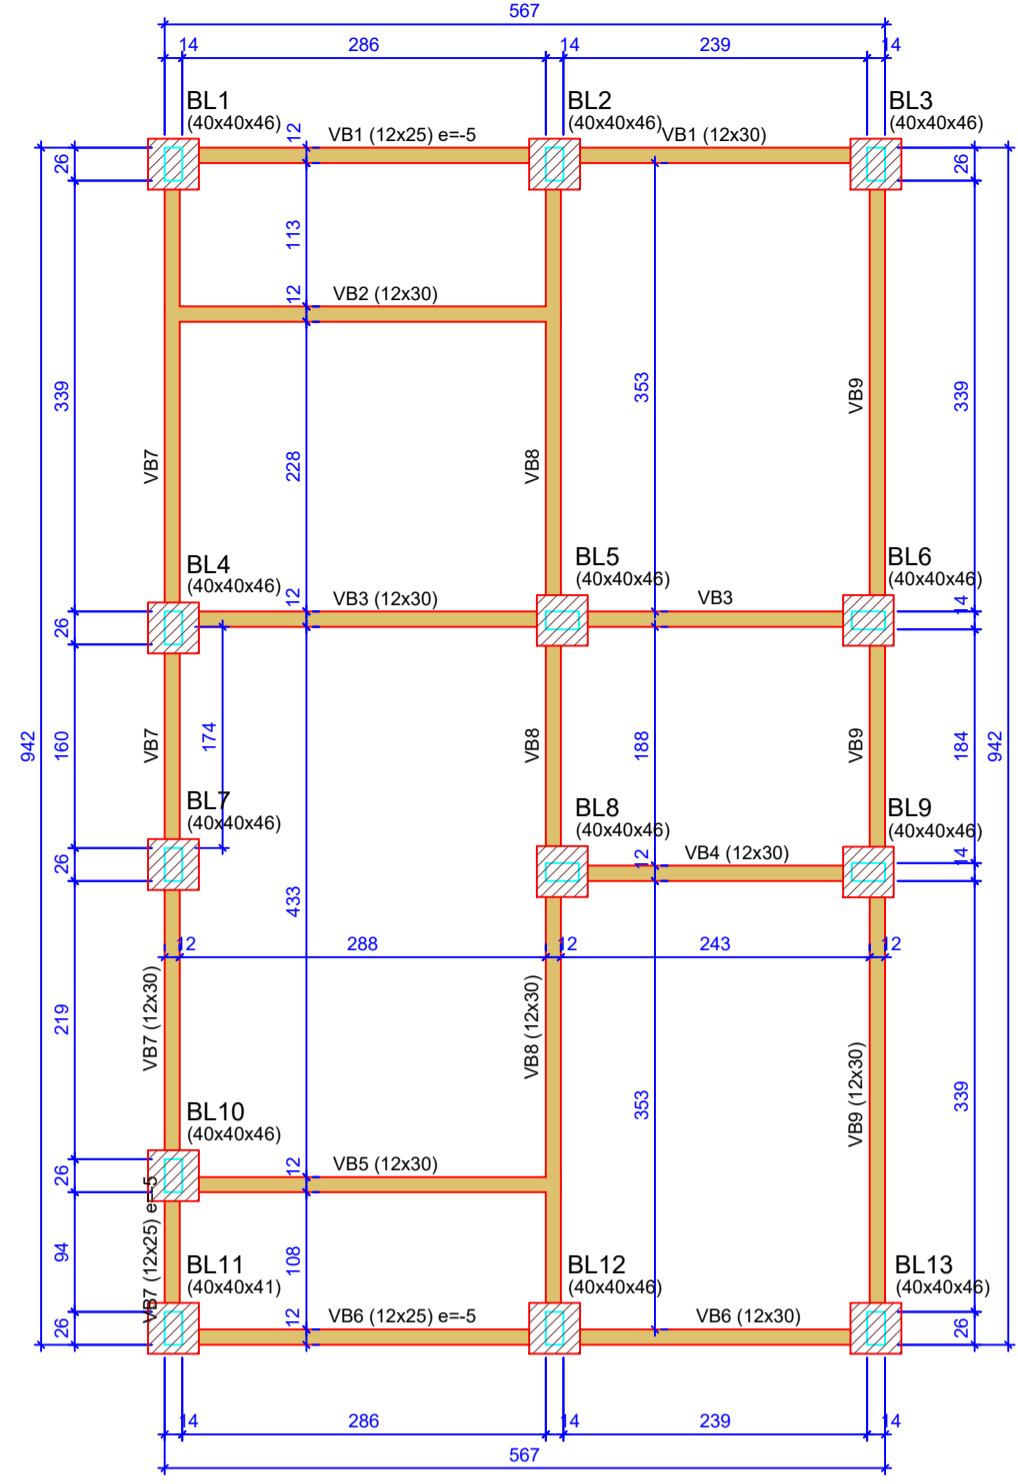 567
14 286 14 239 14
BL1
(40x40x46)
BL2
(40x40x46)
BL3
(40x40x46)
12
VB1 (12x25) e=-5
VB1 (12x30)
26
26
113
12
VB2 (12x30)
339
353
339
VB7
228
VB8
VB9
BL4
(40x40x46)
BL5
(40x40x46)
BL6
(40x40x46)
12
VB3 (12x30)
VB3
14
26
942
160
VB7
174
VB8
188
VB9
184
942
BL7
(40x40x46)
BL8
(40x40x46)
BL9
(40x40x46)
26
12
VB4 (12x30)
14
433
12 288 12 243 12
219
VB7 (12x30)
VB8 (12x30)
VB9 (12x30)
353
339
BL10
(40x40x46)
26
12
VB5 (12x30)
VB7 (12x25) e=-5
94
108
BL11
(40x40x41)
BL12
(40x40x46)
BL13
(40x40x46)
26
12
VB6 (12x25) e=-5
VB6 (12x30)
26
14 286 14 239 14
567